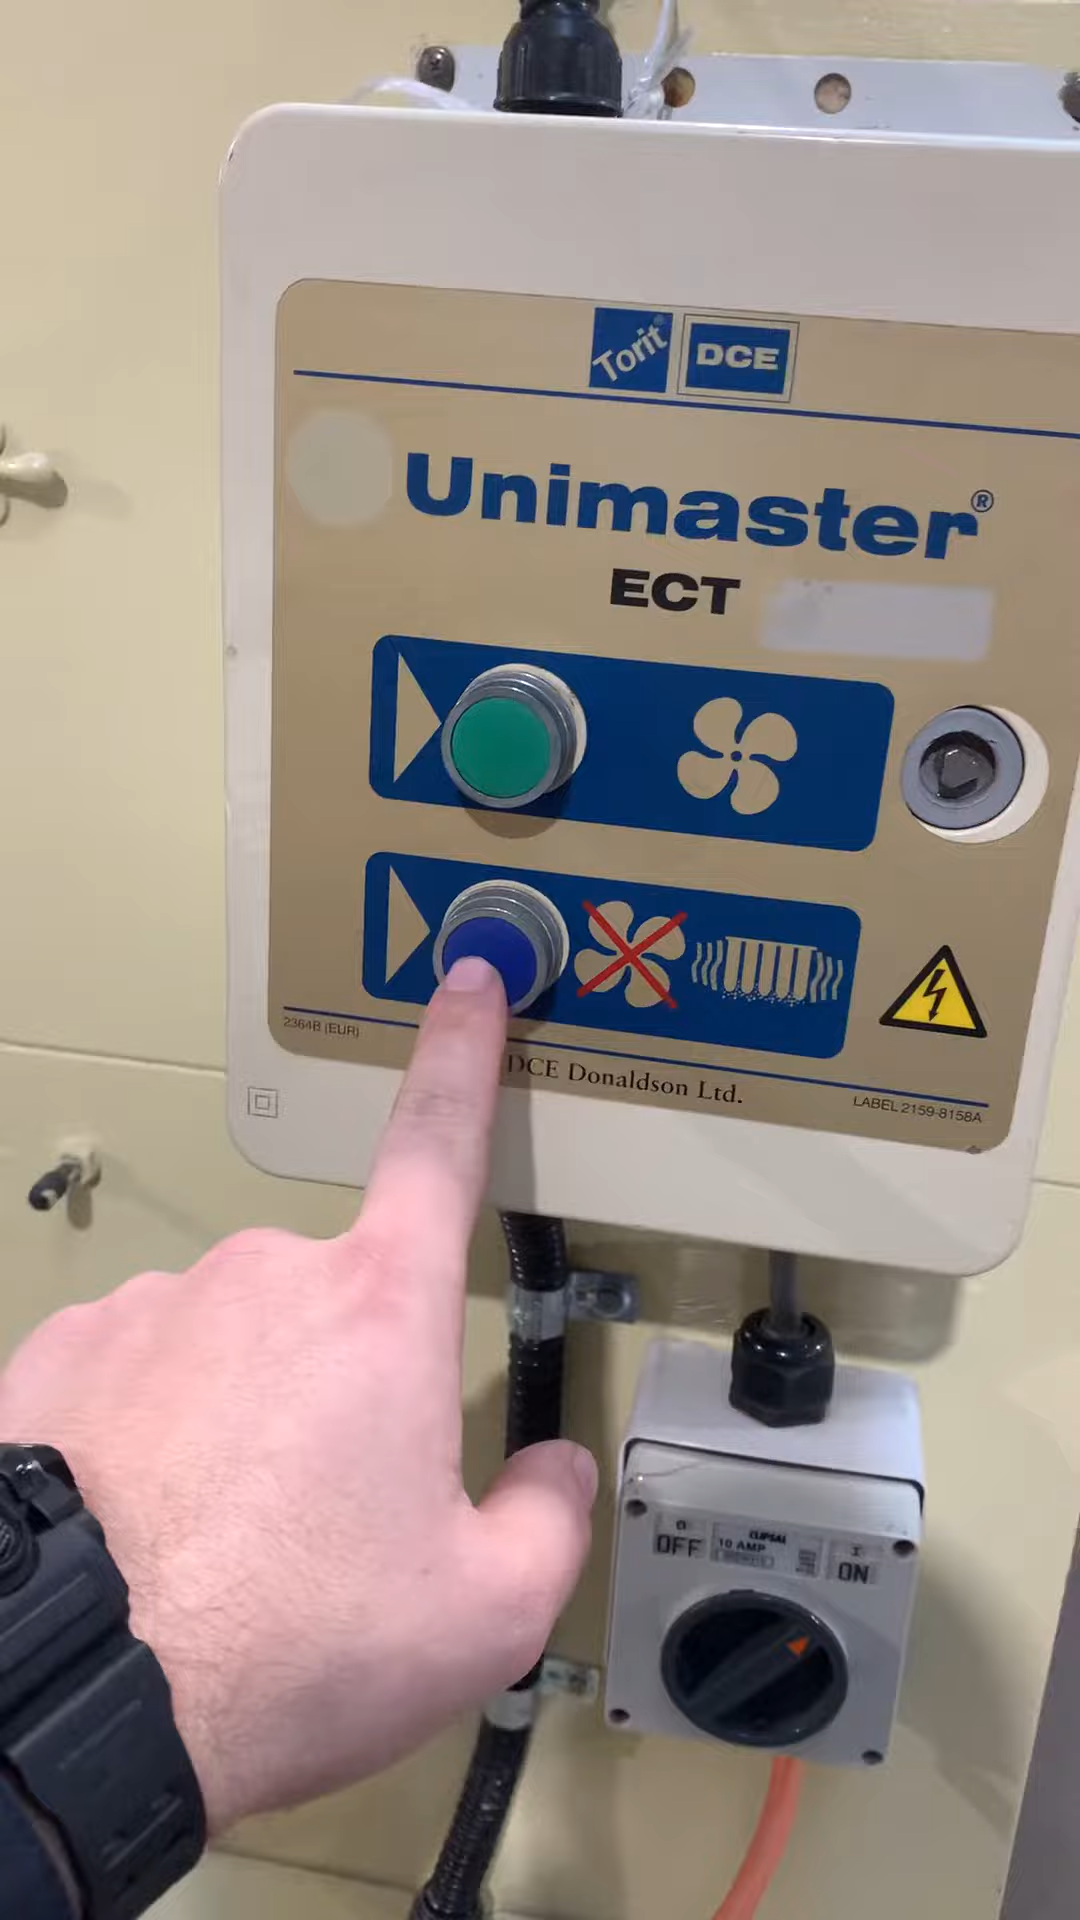 Torit
DCE
Unimaster®
ECT
2364B (EUR)
DCE Donaldson Ltd.
LABEL 2159-8158A
O
CLIPSAL
I
OFF
10 AMP
ON